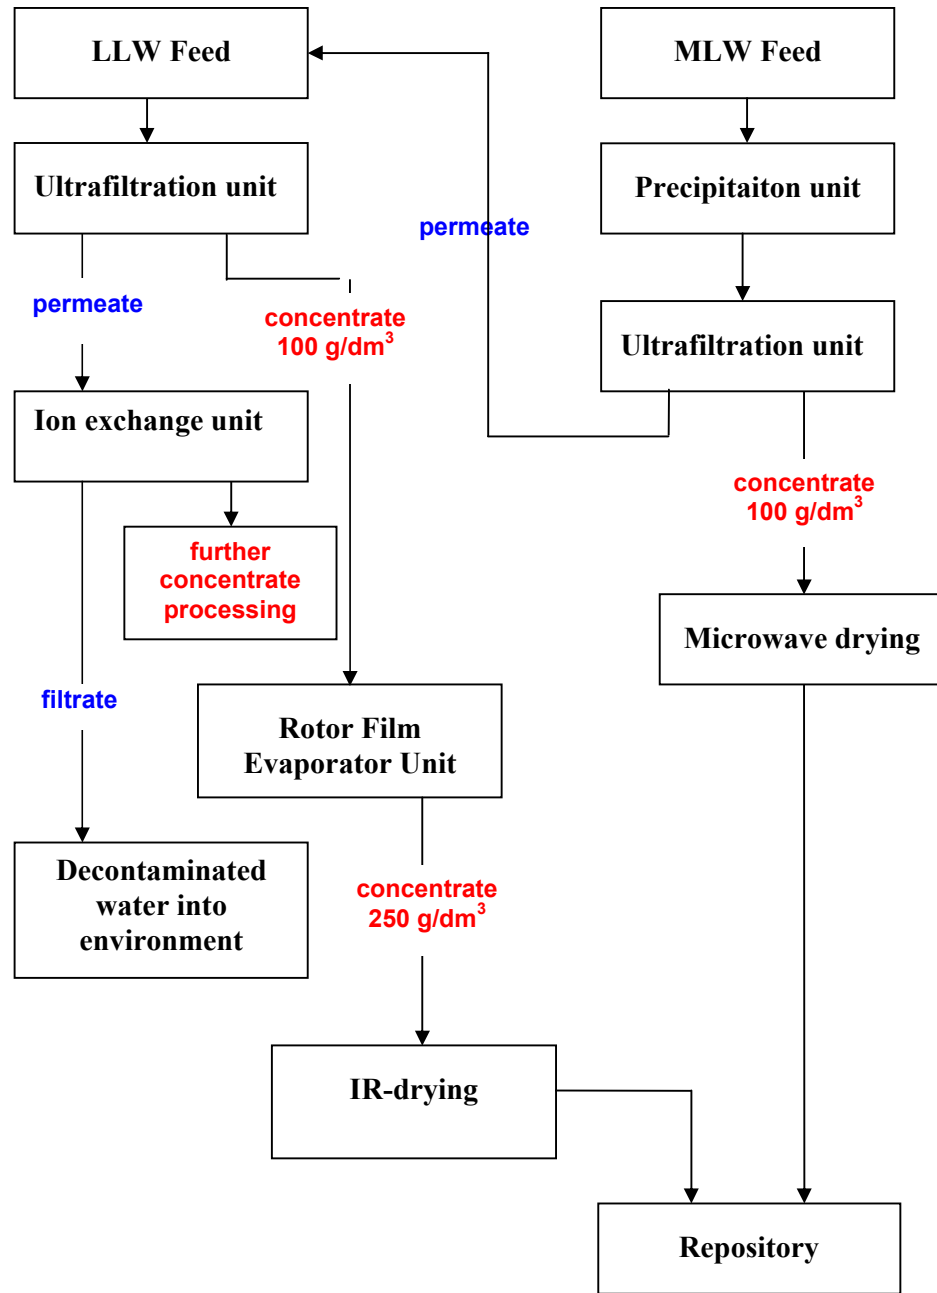 LLW Feed
MLW Feed
Ultrafiltration unit
Precipitaiton unit
permeate
permeate
concentrate
100 g/dm³
Ultrafiltration unit
Ion exchange unit
concentrate
100 g/dm³
further
concentrate
processing
Microwave drying
filtrate
Rotor Film
Evaporator Unit
Decontaminated
water into
environment
concentrate
250 g/dm³
IR-drying
Repository